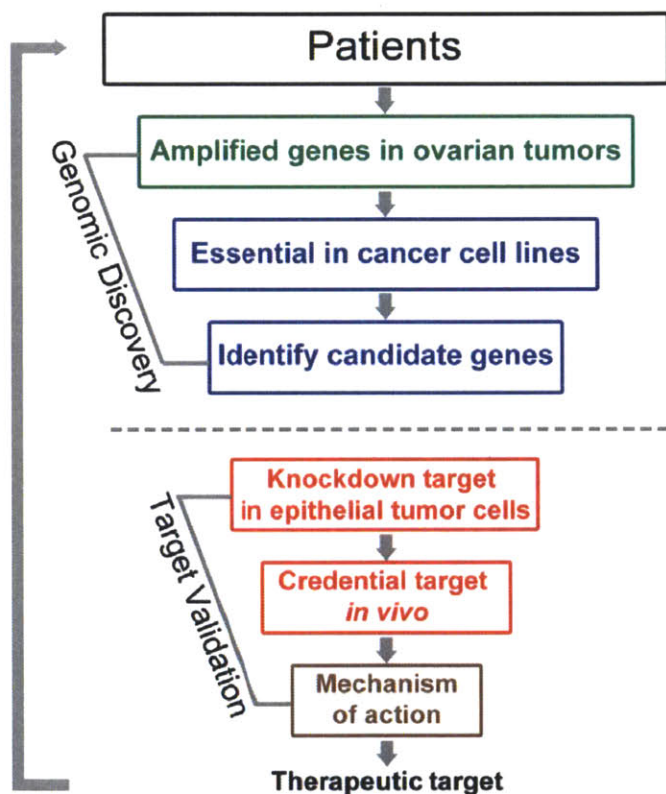 Patients
Amplified genes in ovarian tumors
Essential in cancer cell lines
Identify candidate genes
Genomic Discovery
Knockdown target
in epithelial tumor cells
Credential target
in vivo
Mechanism
of action
Target Validation
Therapeutic target